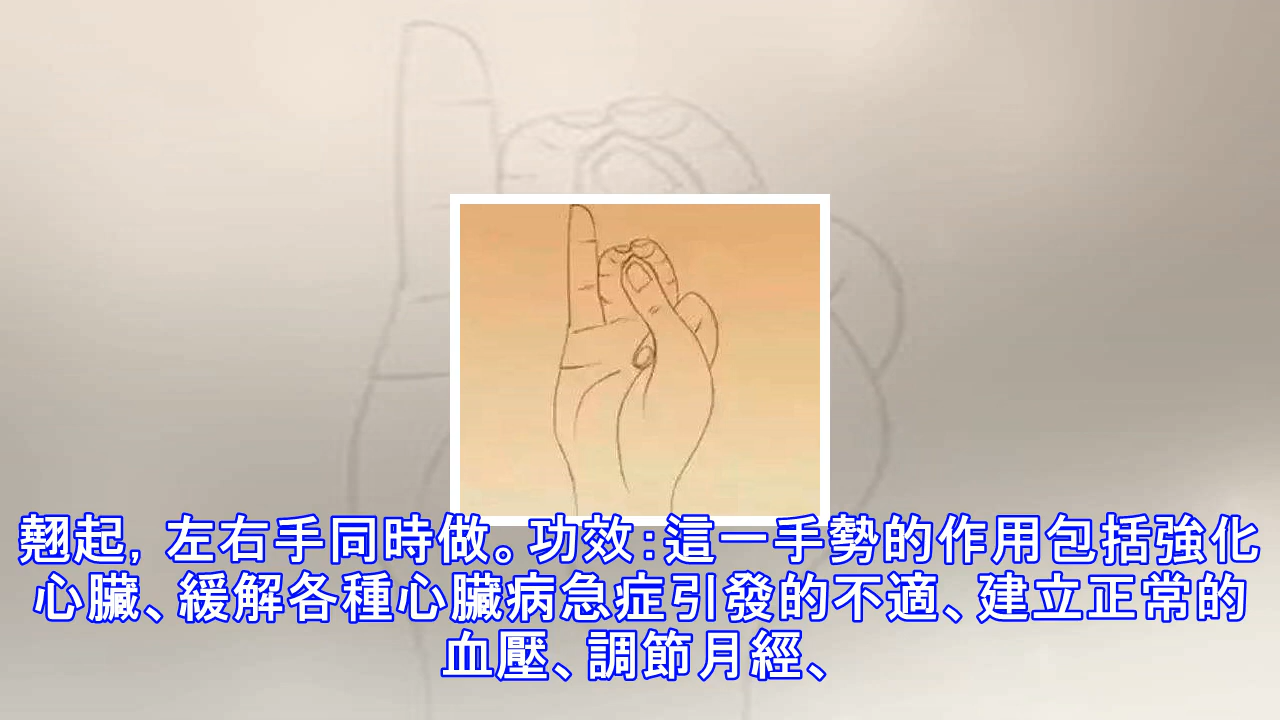 翹起，左右手同時做。功效：這一手勢的作用包括強化
心臟、緩解各種心臟病急症引發的不適、建立正常的
血壓、調節月經、